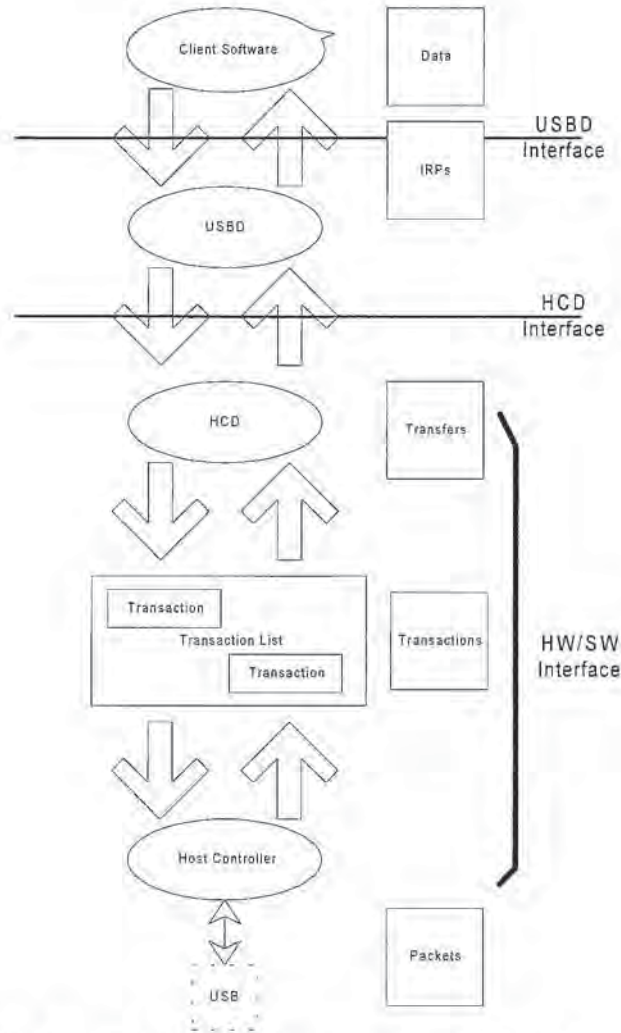 Client Software
Data
USBD
Interface
IRPs
USBD
HCD
Interface
HCD
Transfers
Transaction
Transaction List
Transaction
Transactions
HW/SW
Interface
Host Controller
Packets
USB